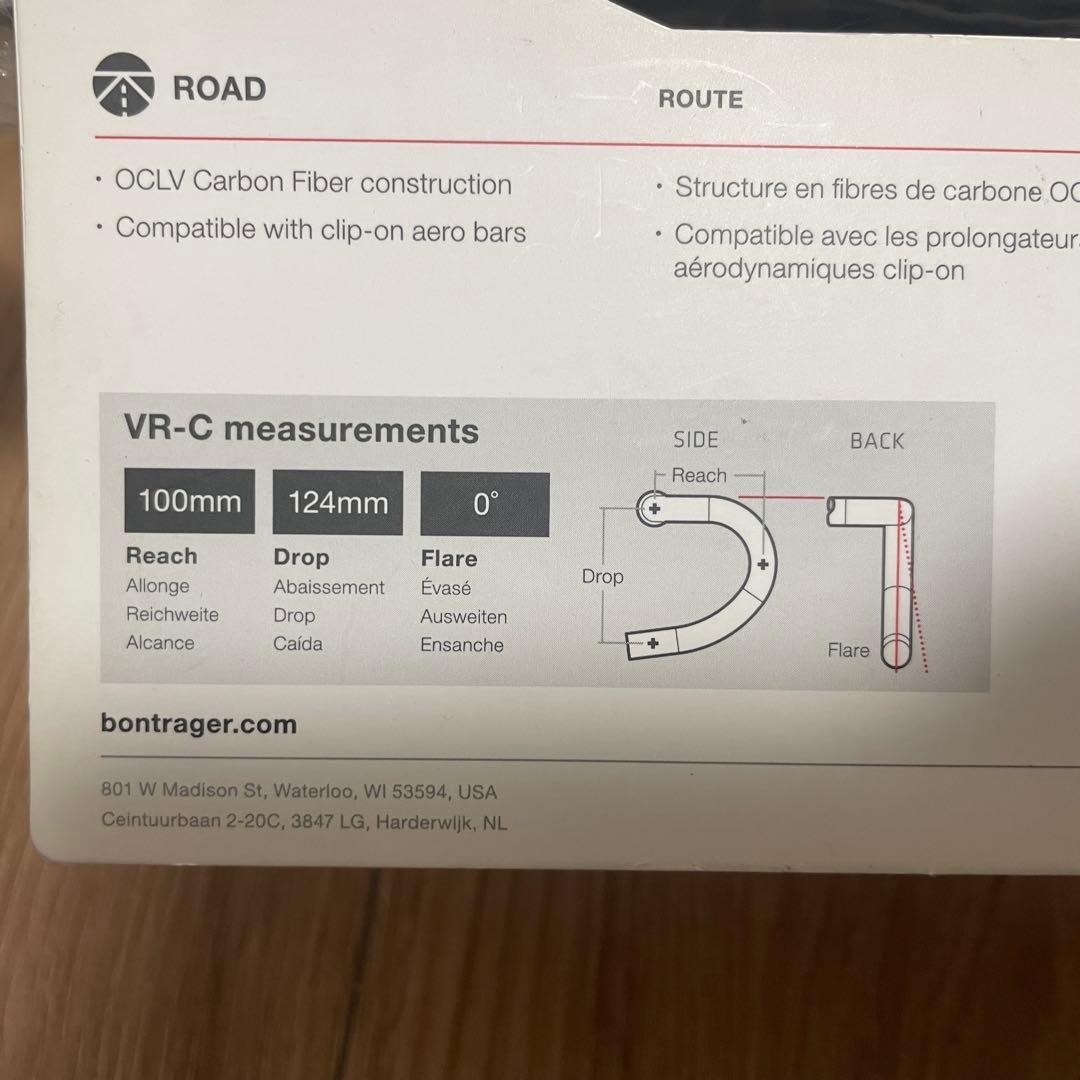 ROAD
ROUTE
• OCLV Carbon Fiber construction
• Compatible with clip-on aero bars
• Structure en fibres de carbone
• Compatible avec les
aérodynamiques clip-on
VR-C measurements
100mm
124mm
0°
Reach
Drop
Flare
Allonge
Abaissement
Évasé
Reichweite
Drop
Ausweiten
Alcance
Caída
Ensanche
SIDE
BACK
Reach
Drop
Flare
bontrager.com
801 W Madison St, Waterloo, WI 53594, USA
Ceintuurbaan 2-20C, 3847 LG, Harderwijk, NL